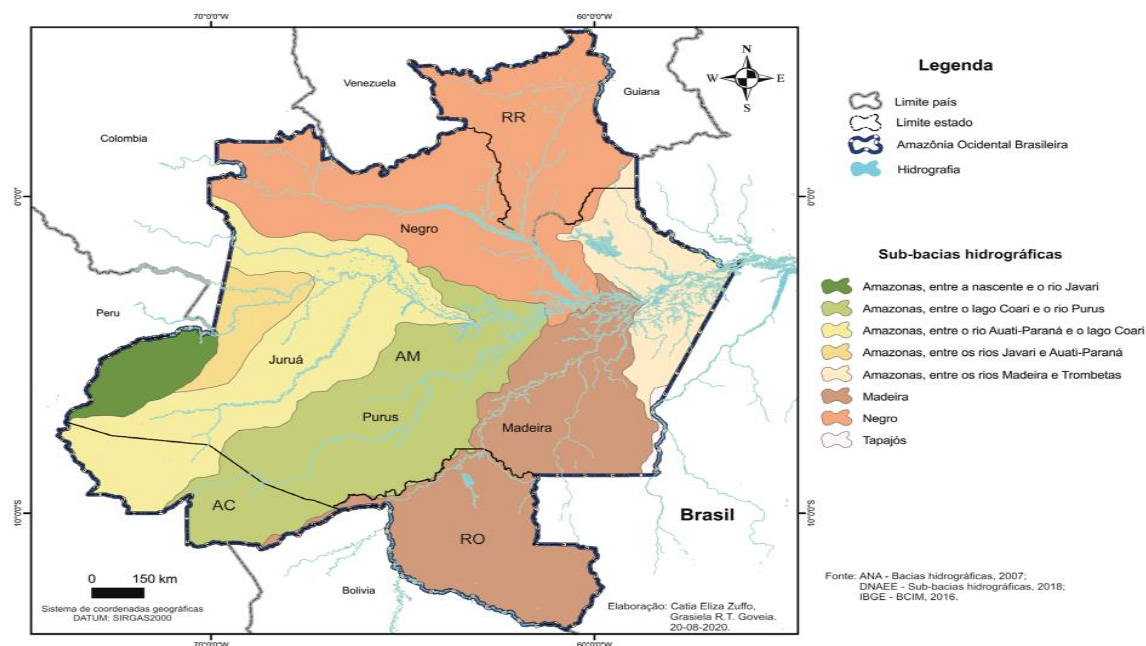 70°0'0"W
60°0'0"W
Venezuela
Guiana
Colombia
RR
N
W
E
S
0°0'0"
0°0'0"
Negro
Peru
Juruá
AM
Purus
Madeira
AC
RO
10°0'0"S
10°0'0"S
Brasil
Bolivia
0
150 km
Sistema de coordenadas geográficas
DATUM: SIRGAS2000
Elaboração: Catia Eliza Zuffo,
Grasiela R.T. Goveia.
20-08-2020.
70°0'0"W
60°0'0"W
Legenda
Limite país
Limite estado
Amazônia Ocidental Brasileira
Hidrografia
Sub-bacias hidrográficas
Amazonas, entre a nascente e o rio Javari
Amazonas, entre o lago Coari e o rio Purus
Amazonas, entre o rio Auati-Paraná e o lago Coari
Amazonas, entre os rios Javari e Auati-Paraná
Amazonas, entre os rios Madeira e Trombetas
Madeira
Negro
Tapajós
Fonte: ANA - Bacias hidrográficas, 2007;
DNAEE - Sub-bacias hidrográficas, 2018;
IBGE - BCIM, 2016.